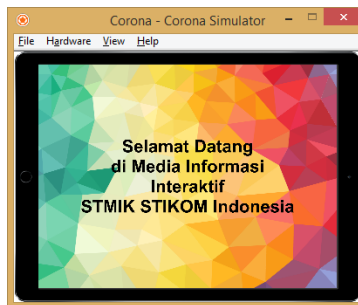 Corona - Corona Simulator
File Hardware View Help
Selamat Datang
di Media Informasi
Interaktif
STMIK STIKOM Indonesia